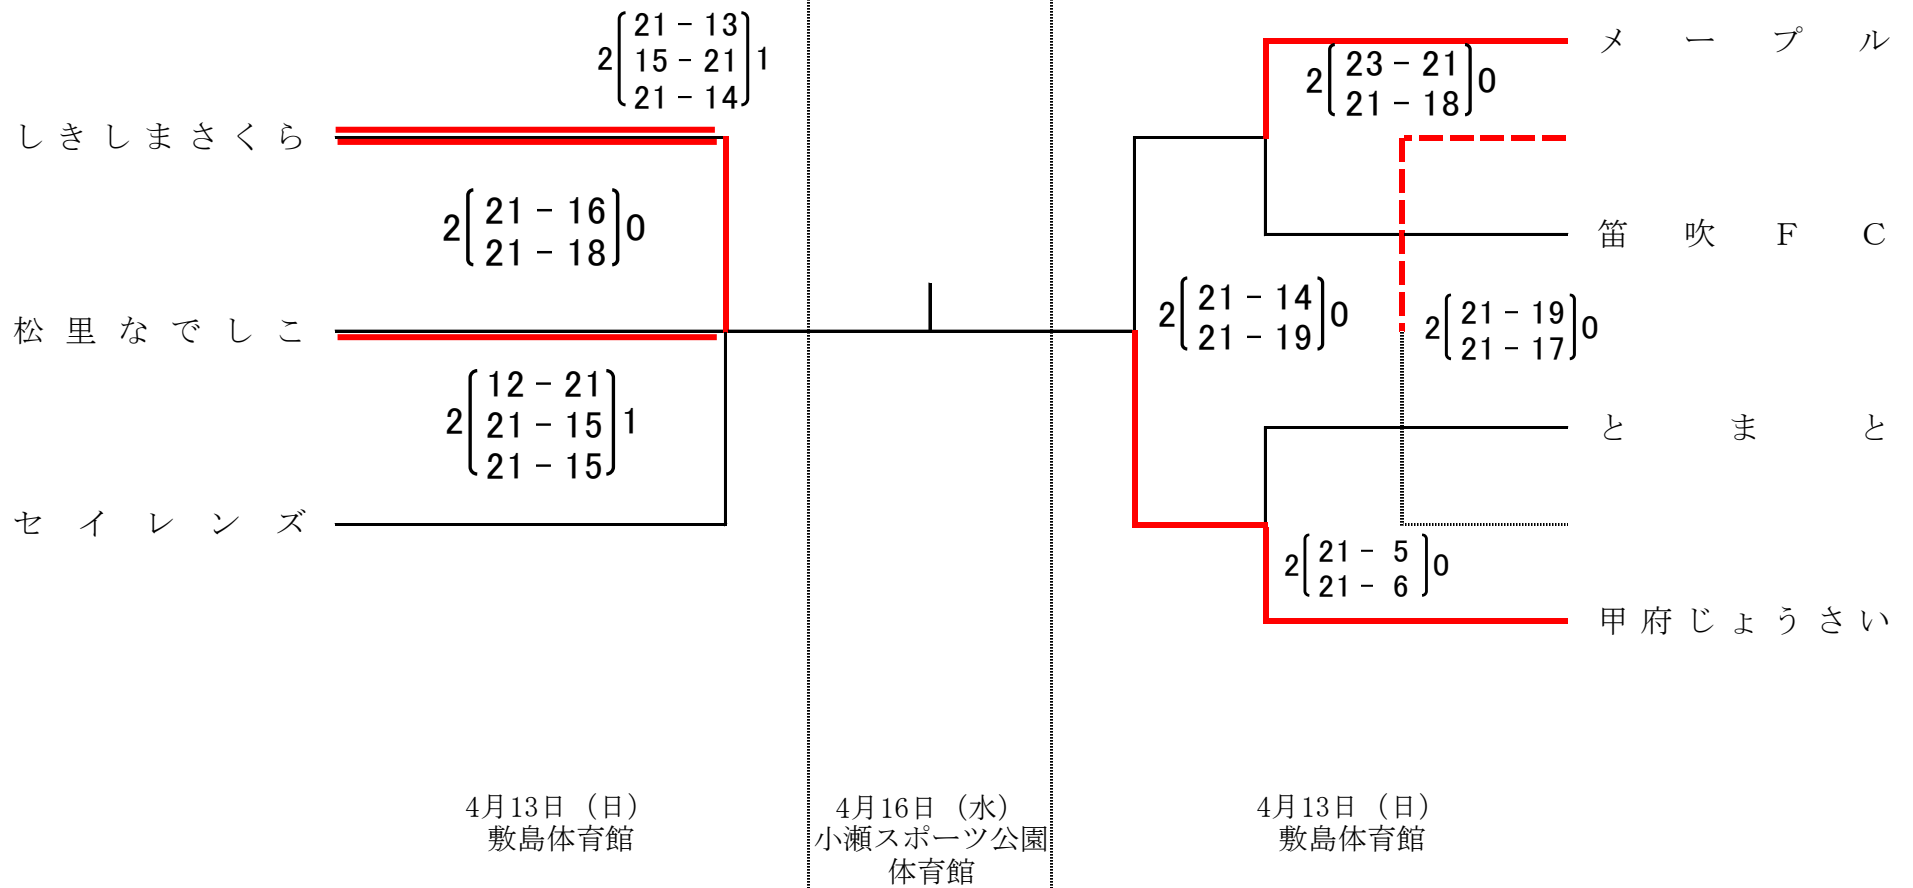 しきしまさくら
松里なでしこ
セイレンズ
2 21 - 13 1
15 - 21
21 - 14
2 21 - 16 0
21 - 18
2 12 - 21 1
21 - 15
21 - 15
メープル
笛吹FC
とまと
甲府じょうさい
2 23 - 21 0
21 - 18
2 21 - 14 0
21 - 19
2 21 - 19 0
21 - 17
2 21 - 5 0
21 - 6
4月13日（日）
敷島体育館
4月16日（水）
小瀬スポーツ公園
体育館
4月13日（日）
敷島体育館